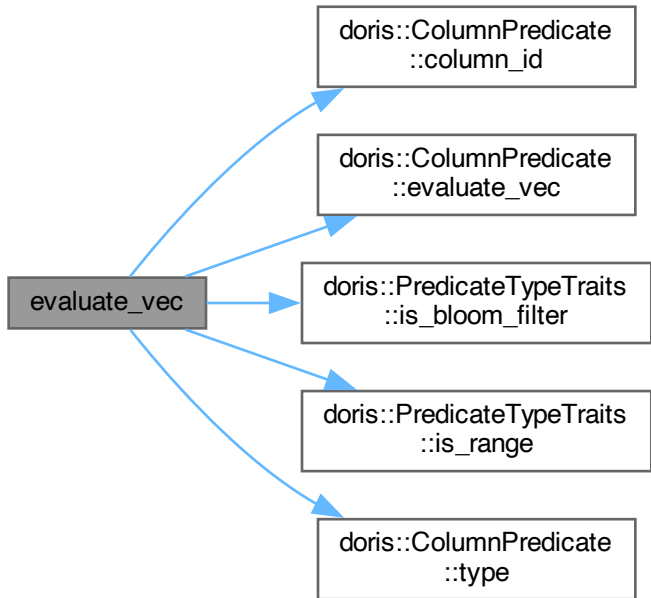 doris::ColumnPredicate
::column_id
doris::ColumnPredicate
::evaluate_vec
evaluate_vec
doris::PredicateTypeTraits
::is_bloom_filter
doris::PredicateTypeTraits
::is_range
doris::ColumnPredicate
::type